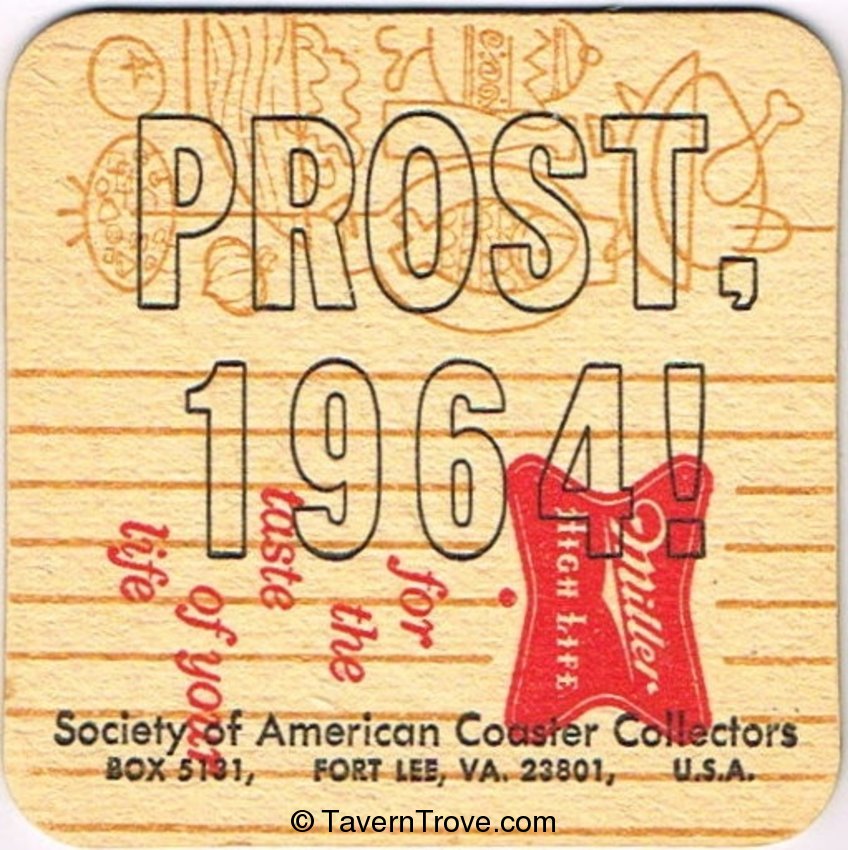 PROST,
1964!
for
the
taste
of your
life
Miller
HIGH LIFE
Society of American Coaster Collectors
BOX 5131, FORT LEE, VA. 23801, U.S.A.
© TavernTrove.com